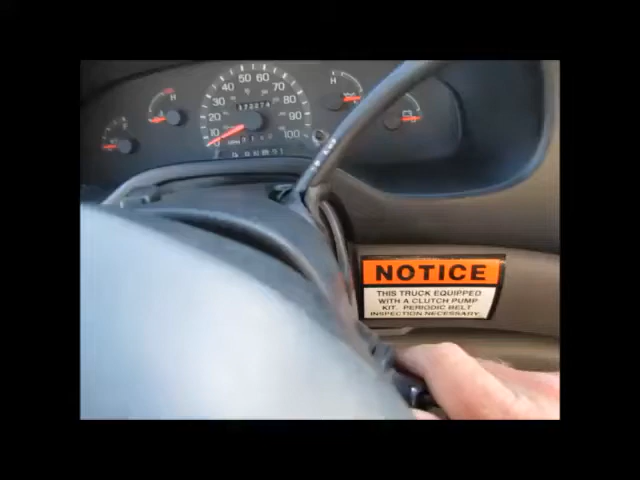 50 60
40 70
30 80
20 90
10 100
0
H
H
NOTICE
THIS TRUCK EQUIPPED
WITH A CLUTCH PUMP
KIT. PERIODIC BELT
INSPECTION NECESSARY.